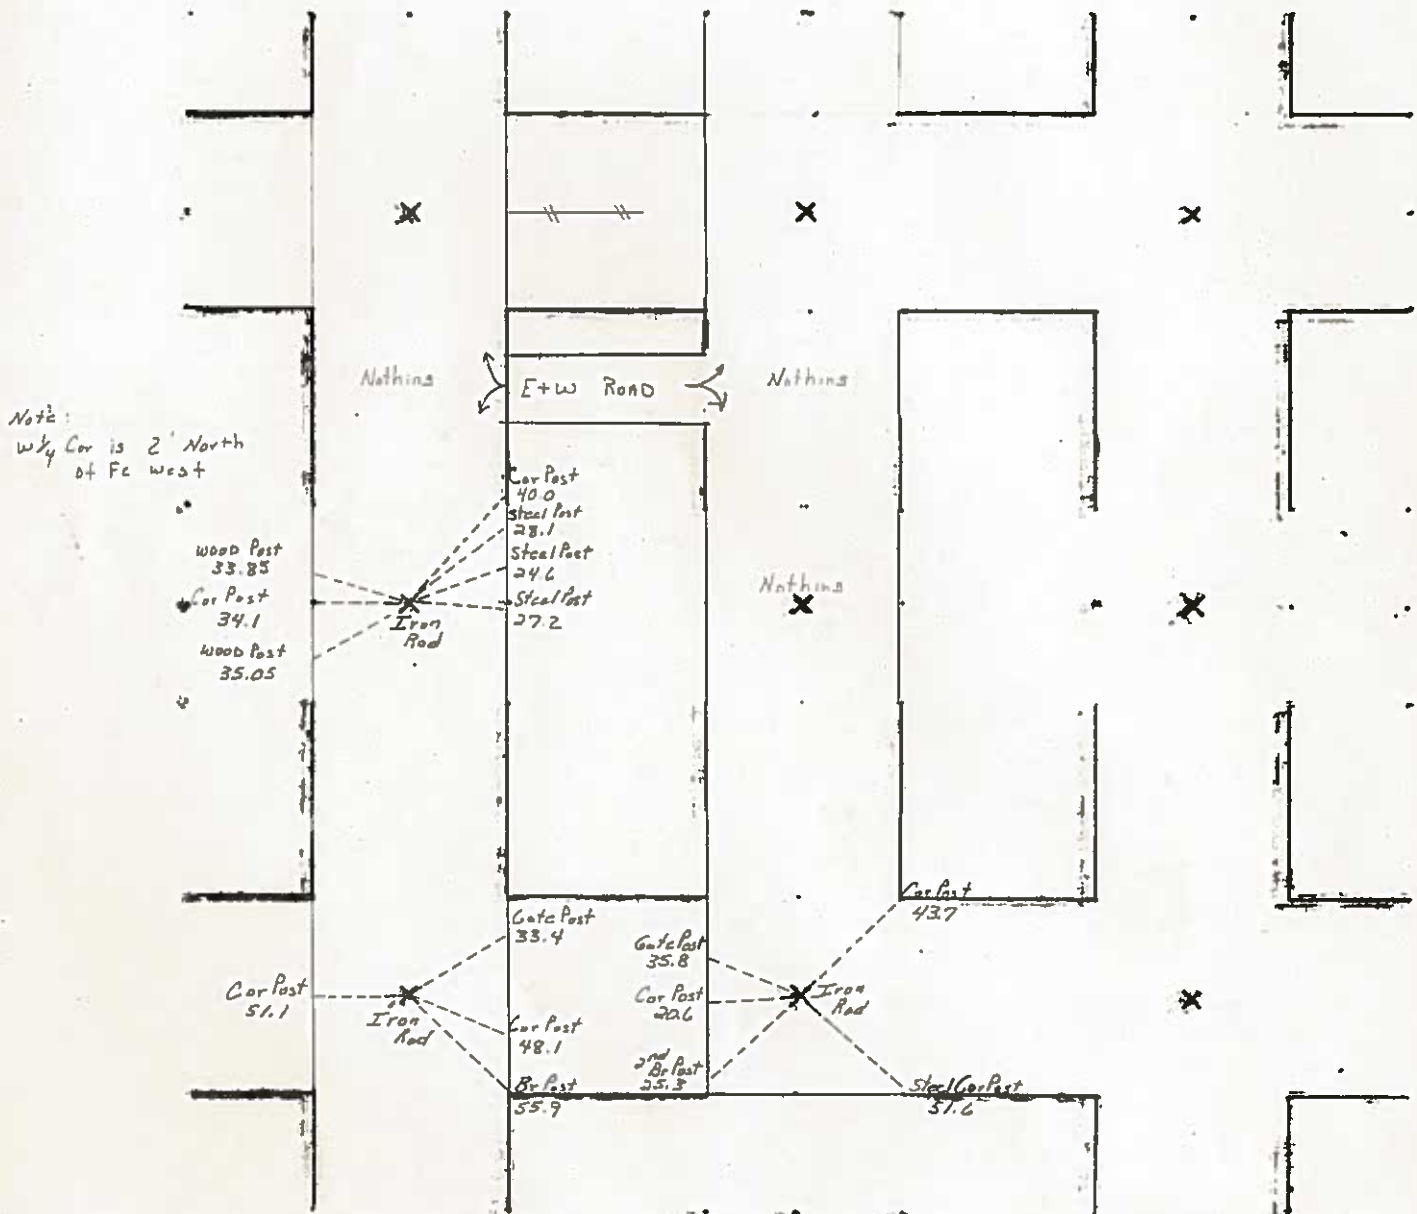 Nothing
E+W ROAD
Nothing
Note:
W 1/4 Cor is 2' North
of Fc West
Cor Post
40.0
Steel Post
28.1
Steel Post
24.6
Steel Post
27.2
Wood Post
33.85
Cor Post
34.1
Wood Post
35.05
Iron
Rod
Nothing
Gate Post
33.4
Cor Post
51.1
Iron
Rod
Cor Post
48.1
Br Post
55.9
Gate Post
35.8
Cor Post
20.6
2nd
Br Post
25.3
Iron
Rod
Cor Post
43.7
Steel Cor Post
51.6